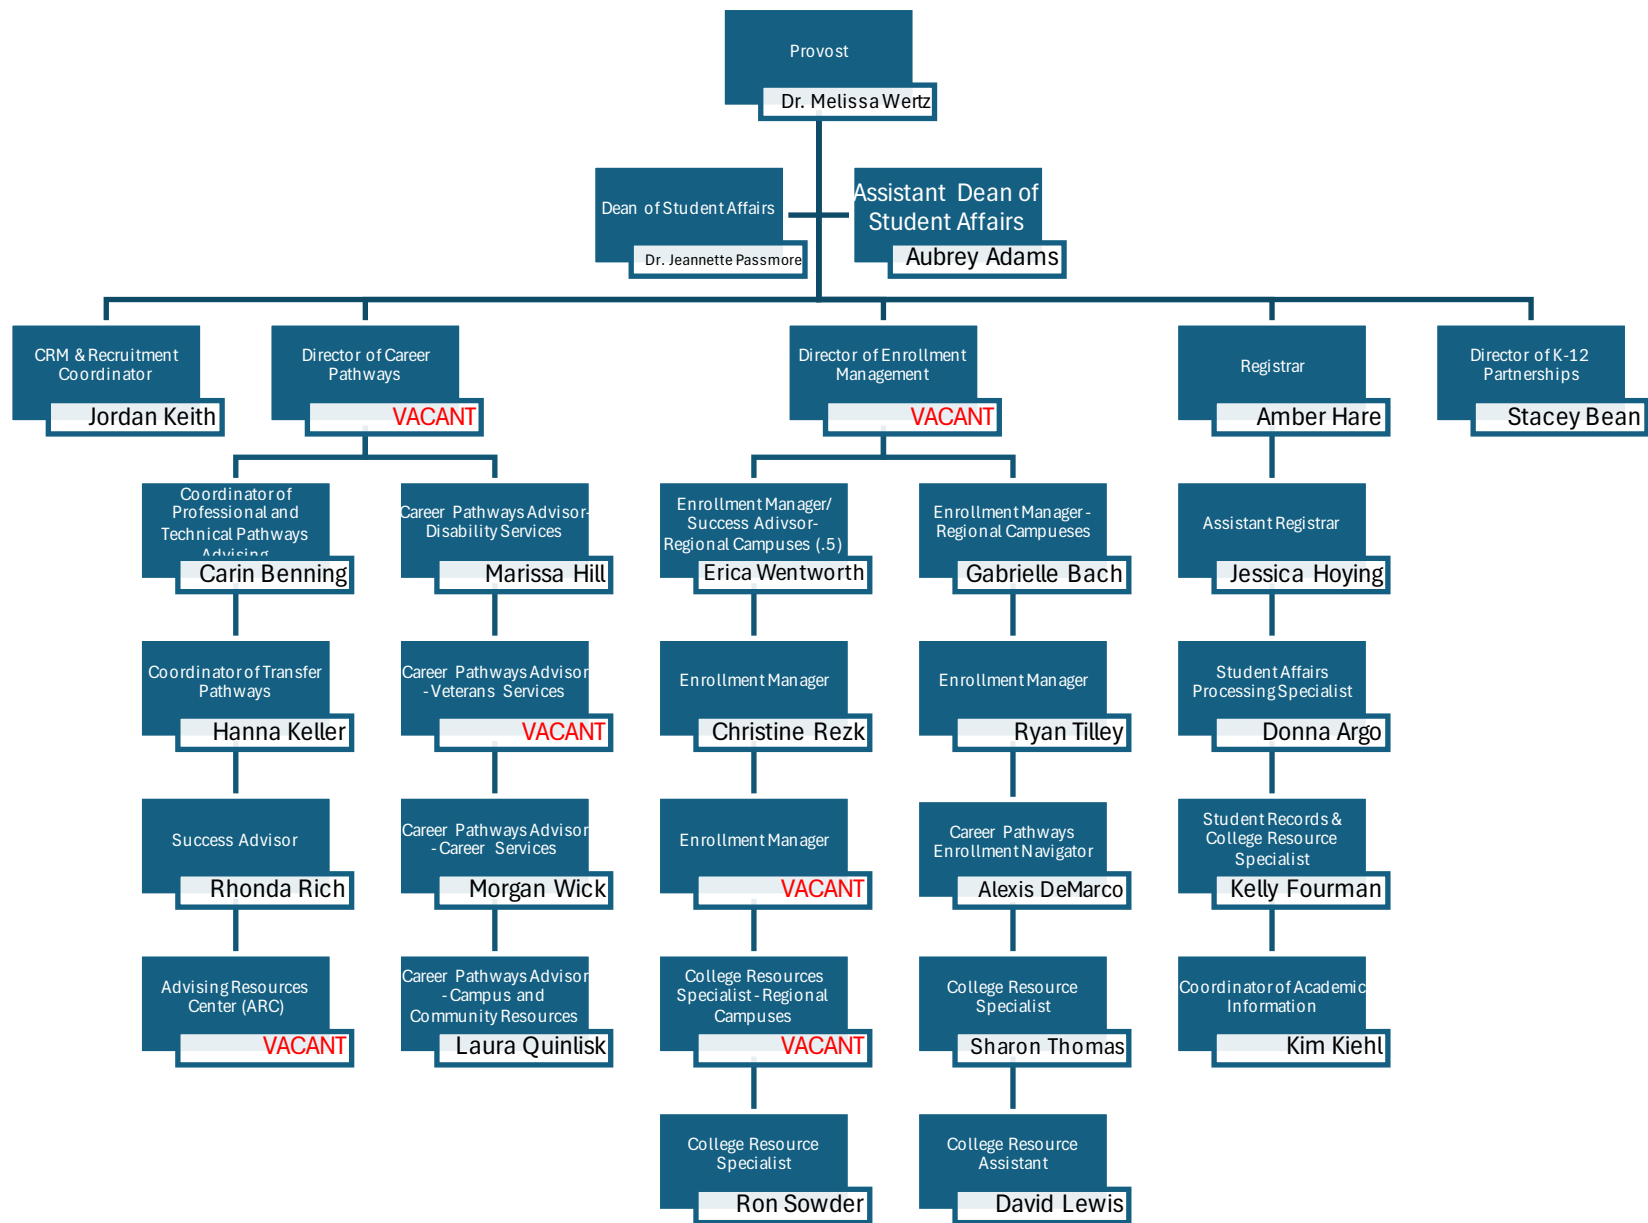 Provost
Dr. Melissa Wertz
Dean of Student Affairs
Dr. Jeannette Passmore
Assistant Dean of
Student Affairs
Aubrey Adams
CRM & Recruitment
Coordinator
Jordan Keith
Director of Career
Pathways
VACANT
Director of Enrollment
Management
VACANT
Registrar
Amber Hare
Director of K-12
Partnerships
Stacey Bean
Coordinator of
Professional and
Technical Pathways
Advising
Carin Benning
Career Pathways Advisor-
Disability Services
Marissa Hill
Enrollment Manager/
Success Adivsor-
Regional Campuses (.5)
Erica Wentworth
Enrollment Manager -
Regional Campueses
Gabrielle Bach
Assistant Registrar
Jessica Hoying
Coordinator of Transfer
Pathways
Hanna Keller
Career Pathways Advisor
- Veterans Services
VACANT
Enrollment Manager
Christine Rezk
Enrollment Manager
Ryan Tilley
Student Affairs
Processing Specialist
Donna Argo
Success Advisor
Rhonda Rich
Career Pathways Advisor
- Career Services
Morgan Wick
Enrollment Manager
VACANT
Career Pathways
Enrollment Navigator
Alexis DeMarco
Student Records &
College Resource
Specialist
Kelly Fourman
Advising Resources
Center (ARC)
VACANT
Career Pathways Advisor
- Campus and
Community Resources
Laura Quinlisk
College Resources
Specialist - Regional
Campuses
VACANT
College Resource
Specialist
Sharon Thomas
Coordinator of Academic
Information
Kim Kiehl
College Resource
Specialist
Ron Sowder
College Resource
Assistant
David Lewis